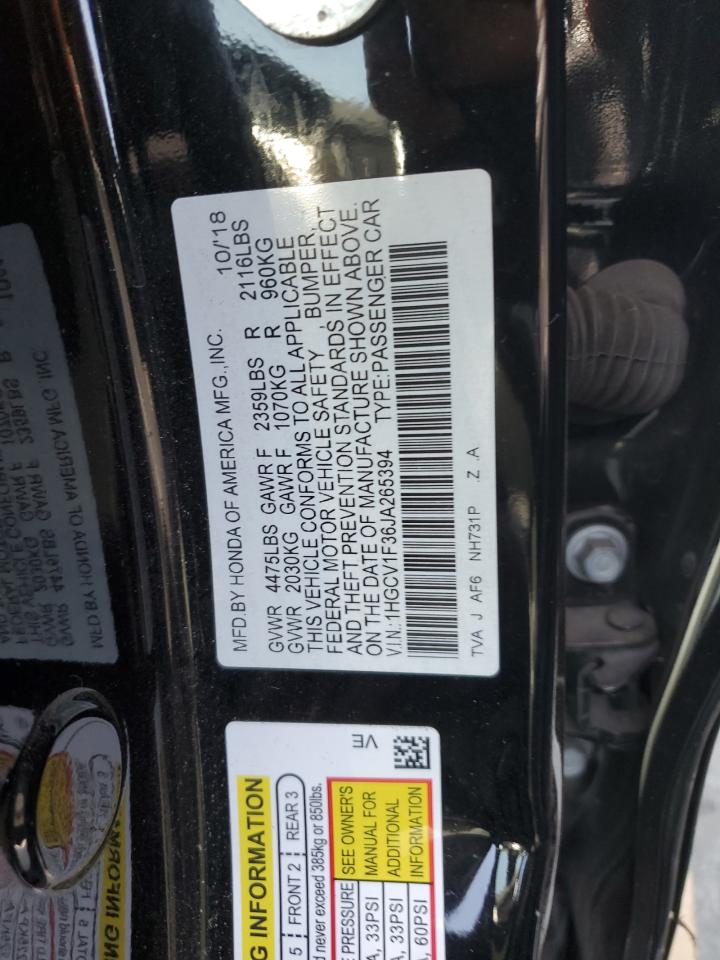 MFD. BY HONDA OF AMERICA MFG., INC. 10/'18
GVWR 4475LBS GAWR F 2359LBS R 2116LBS
GVWR 2030KG GAWR F 1070KG R 960KG
THIS VEHICLE CONFORMS TO ALL APPLICABLE
FEDERAL MOTOR VEHICLE SAFETY, BUMPER,
AND THEFT PREVENTION STANDARDS IN EFFECT
ON THE DATE OF MANUFACTURE SHOWN ABOVE.
V.I.N.: 1HGCV1F36JA265394 TYPE: PASSENGER CAR
TVA J AF6 NH731P .Z .A
VE
G INFORMATION
5 FRONT 2 REAR 3
d never exceed 385kg or 850lbs.
E PRESSURE SEE OWNER'S
A, 33PSI MANUAL FOR
A, 33PSI ADDITIONAL
A, 60PSI INFORMATION